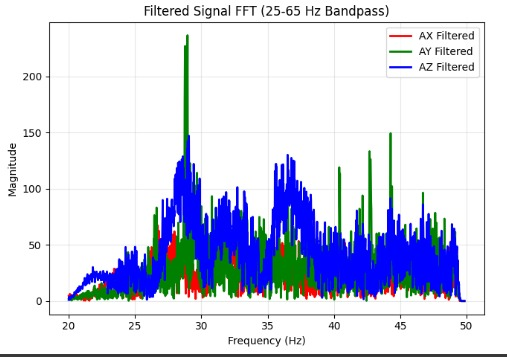 Filtered Signal FFT (25-65 Hz Bandpass)
AX Filtered
AY Filtered
AZ Filtered
Magnitude
200
150
100
50
0
20
25
30
35
40
45
50
Frequency (Hz)